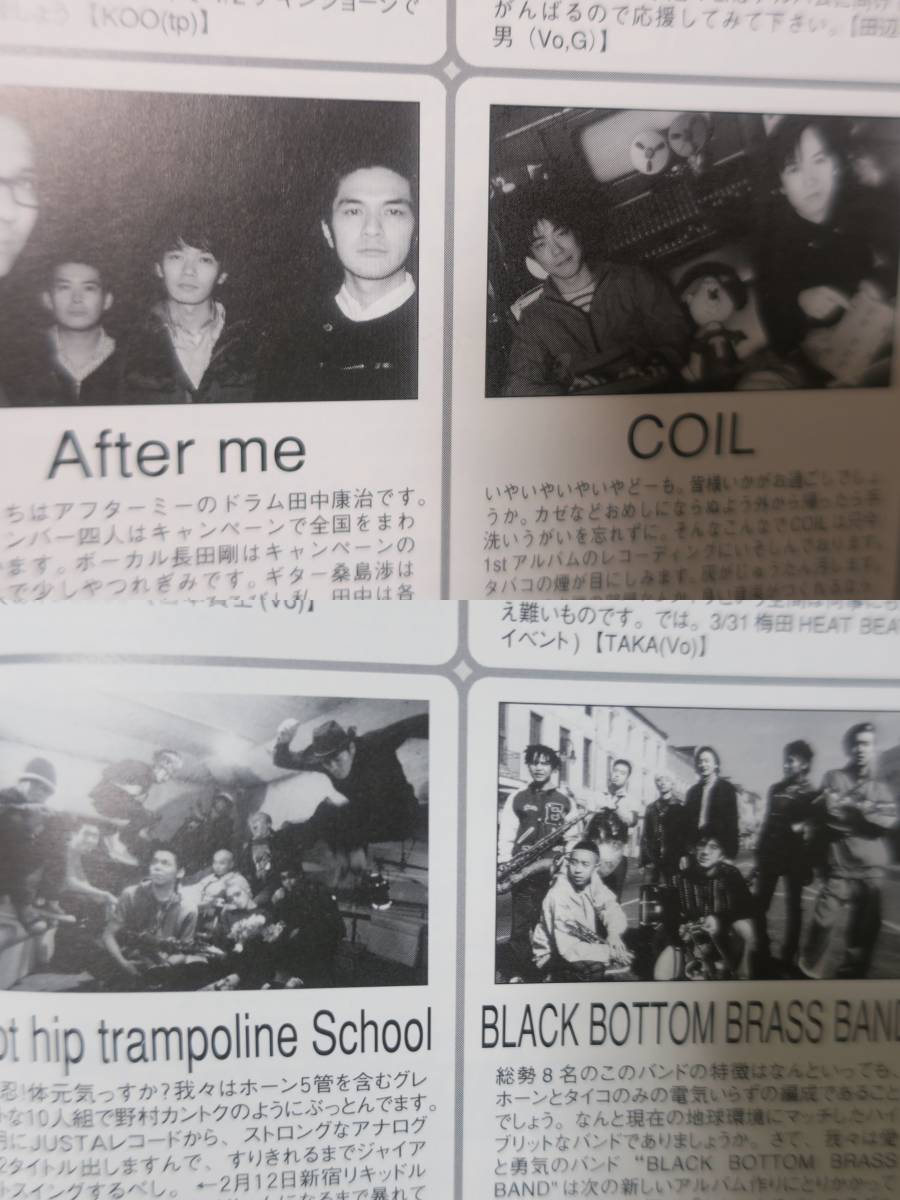 しょう 【KOO(tp)】
がんばるので応援してみて下さい。【田辺
男（Vo,G)】
After me
ちはアフターミーのドラム田中康治です。
ンバー四人はキャンペーンで全国をまわ
ます。ボーカル長田剛はキャンペーンの
で少しやつれぎみです。ギター桑島渉は
COIL
いやいやいやいやどーも。皆様いかがお過ごしでしょ
うか。カゼなどおめしにならぬよう外から帰ったら手
洗いうがいを忘れずに。そんなこんなでCOILは
1stアルバムのレコーディングにいそしんでおります。
タバコの煙が目にしみます。
え難いものです。では。3/31 梅田 HEAT BEAT
イベント) 【TAKA(Vo)】
ot hip trampoline School
忍!体元気っすか?我々はホーン5管を含むグレ
な10人組で野村カントクのようにぶっとんでます。
月にJUSTAレコードから、ストロングなアナログ
2タイトル出しますんで、すりきれるまでジャイア
トスイングするべし。 ←2月12日新宿リキッドル
になるまで暴れて
BLACK BOTTOM BRASS BAND
総勢８名のこのバンドの特徴はなんといっても、
ホーンとタイコのみの電気いらずの編成であること
でしょう。なんと現在の地球環境にマッチしたハイ
ブリットなバンドでありましょうか。さて、我々は愛
と勇気のバンド “BLACK BOTTOM BRASS
BAND"は次の新しいアルバム作りにとりかかって